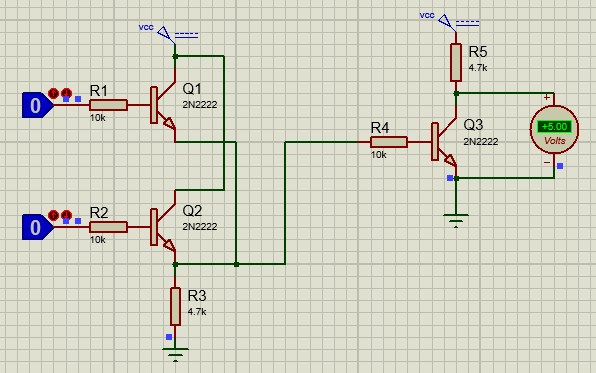 VCC
VCC
R5
4.7k
R1
10k
Q1
2N2222
0
+
+5.00
Volts
−
R4
10k
Q3
2N2222
R2
10k
Q2
2N2222
0
R3
4.7k